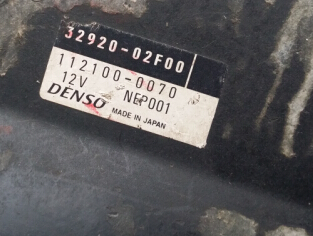 32920-02F00
112100-0070
12V NEP001
DENSO MADE IN JAPAN